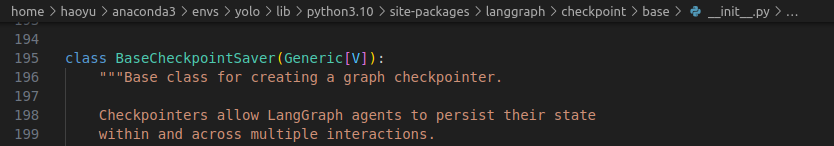 home > haoyu > anaconda3 > envs > yolo > lib > python3.10 > site-packages > langgraph > checkpoint > base > __init__.py > ...
193
194
195 class BaseCheckpointSaver(Generic[V]):
196 """Base class for creating a graph checkpointer.
197
198 Checkpointers allow LangGraph agents to persist their state
199 within and across multiple interactions.